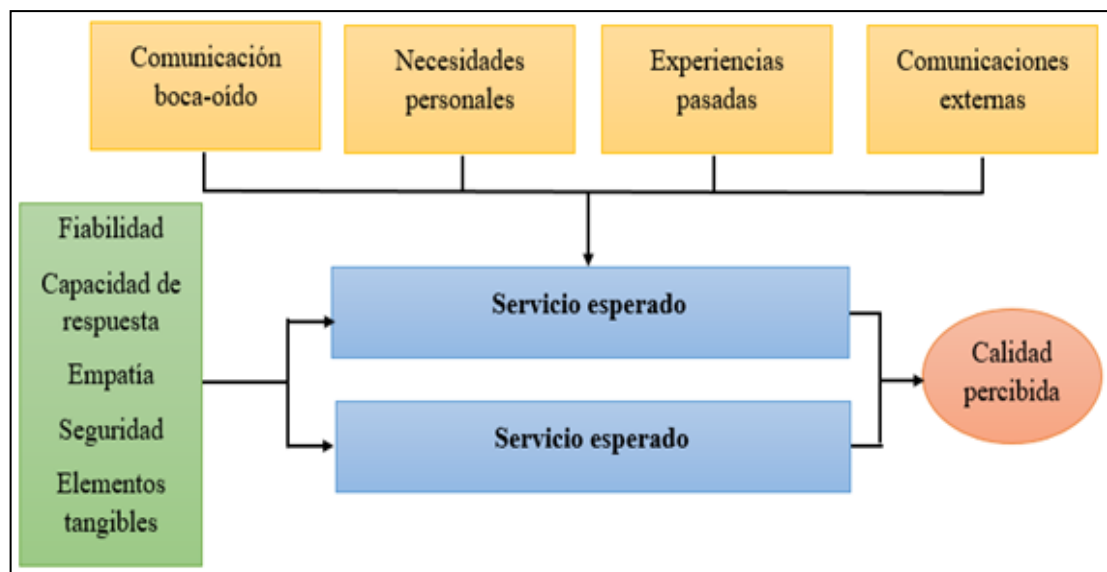 Comunicación
boca-oído
Necesidades
personales
Experiencias
pasadas
Comunicaciones
externas
Fiabilidad
Capacidad de
respuesta
Empatía
Seguridad
Elementos
tangibles
Servicio esperado
Servicio esperado
Calidad
percibida